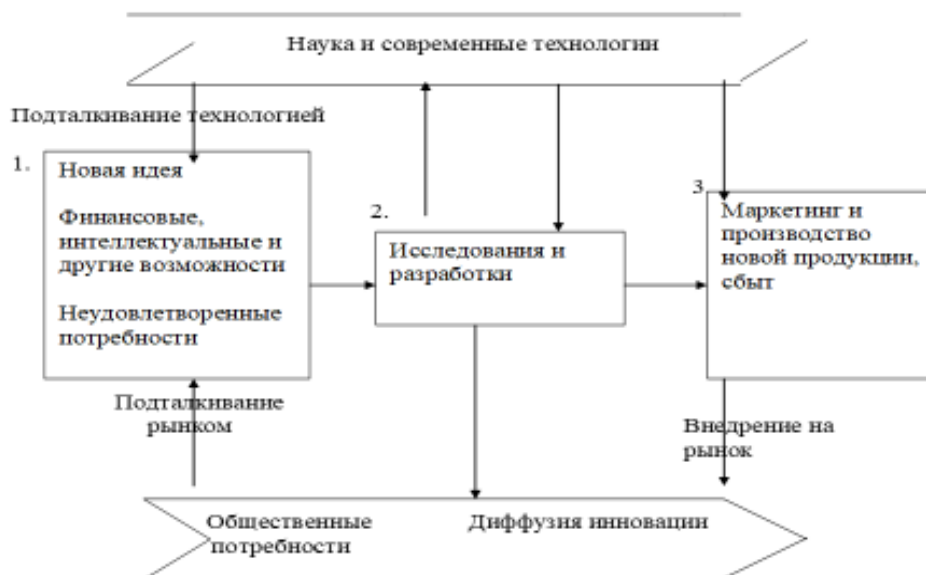 Наука и современные технологии
Подталкивание технологией
1.
Новая идея
Финансовые,
интеллектуальные и
другие возможности
Неудовлетворенные
потребности
2.
Исследования и
разработки
3
Маркетинг и
производство
новой продукции,
сбыт
Подталкивание
рынком
Внедрение на
рынок
Общественные
потребности
Диффузия инновации